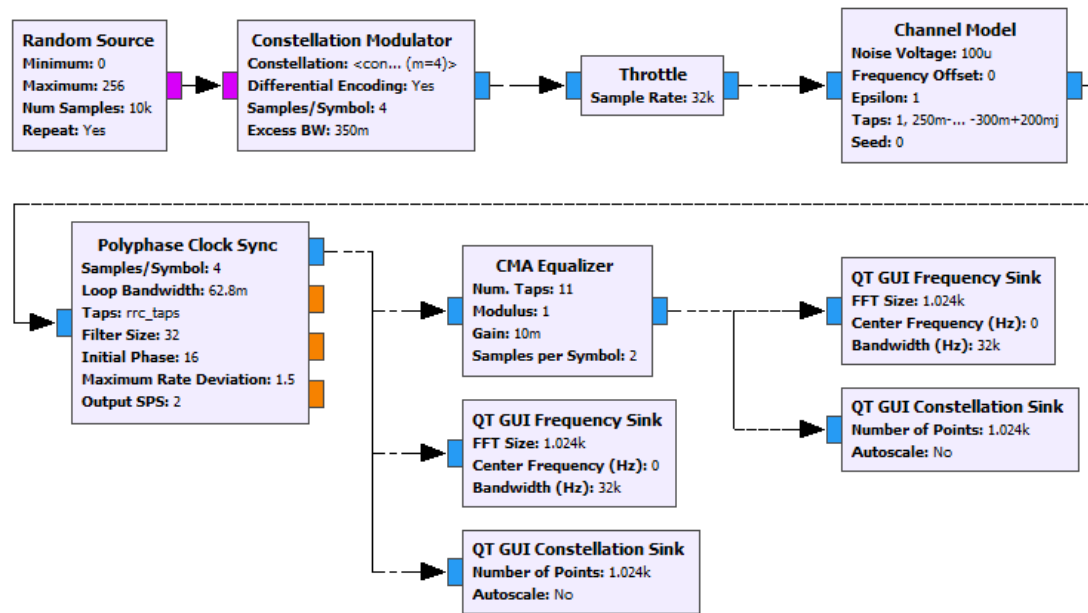 Random Source
Minimum: 0
Maximum: 256
Num Samples: 10k
Repeat: Yes
Constellation Modulator
Constellation: <con... (m=4)>
Differential Encoding: Yes
Samples/Symbol: 4
Excess BW: 350m
Throttle
Sample Rate: 32k
Channel Model
Noise Voltage: 100u
Frequency Offset: 0
Epsilon: 1
Taps: 1, 250m-... -300m+200mj
Seed: 0
Polyphase Clock Sync
Samples/Symbol: 4
Loop Bandwidth: 62.8m
Taps: rrc_taps
Filter Size: 32
Initial Phase: 16
Maximum Rate Deviation: 1.5
Output SPS: 2
CMA Equalizer
Num. Taps: 11
Modulus: 1
Gain: 10m
Samples per Symbol: 2
QT GUI Frequency Sink
FFT Size: 1.024k
Center Frequency (Hz): 0
Bandwidth (Hz): 32k
QT GUI Constellation Sink
Number of Points: 1.024k
Autoscale: No
QT GUI Frequency Sink
FFT Size: 1.024k
Center Frequency (Hz): 0
Bandwidth (Hz): 32k
QT GUI Constellation Sink
Number of Points: 1.024k
Autoscale: No